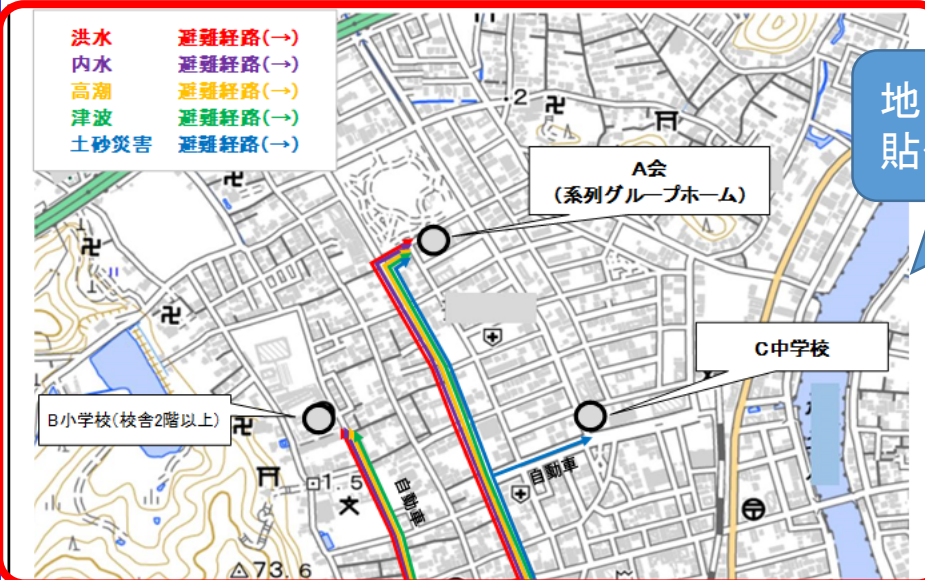 洪水 避難経路(→)
内水 避難経路(→)
高潮 避難経路(→)
津波 避難経路(→)
土砂災害 避難経路(→)
地
貼
・2
A会
(系列グループホーム)
C中学校
B小学校(校舎2階以上)
1.5
自動車
自動車
73.6